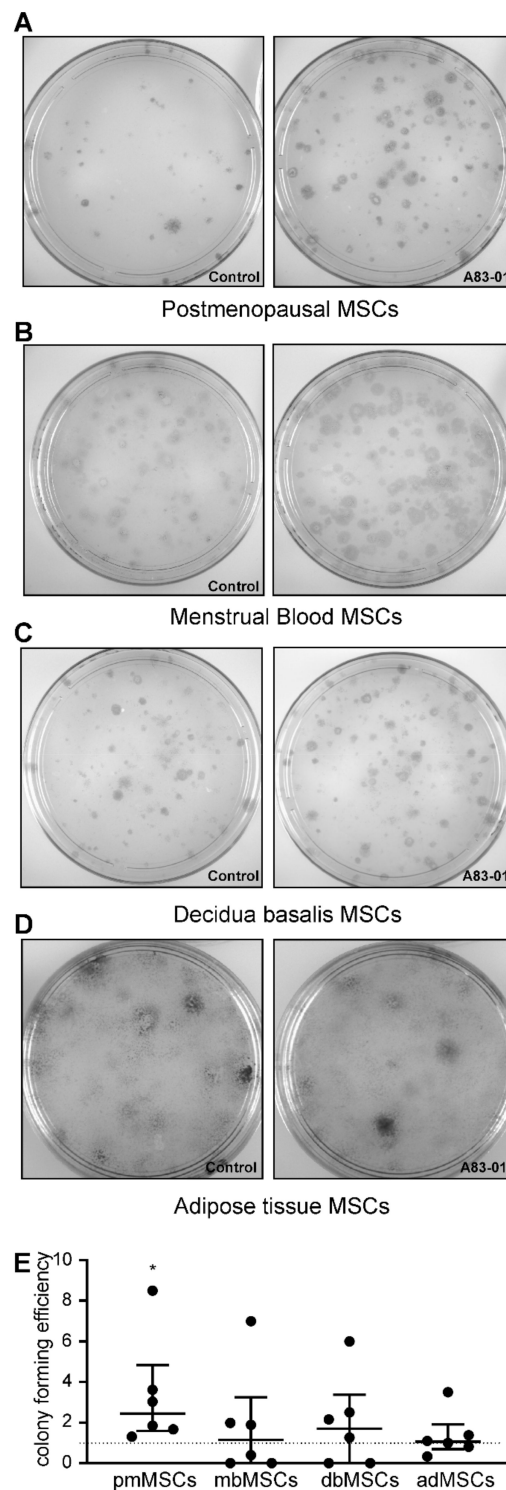 A
Control
A83-01
Postmenopausal MSCs
B
Control
Menstrual Blood MSCs
C
Control
A83-01
Decidua basalis MSCs
D
Control
A83-01
Adipose tissue MSCs
E
colony forming efficiency
10
8
6
4
2
0
*
pmMSCs mbMSCs dbMSCs adMSCs